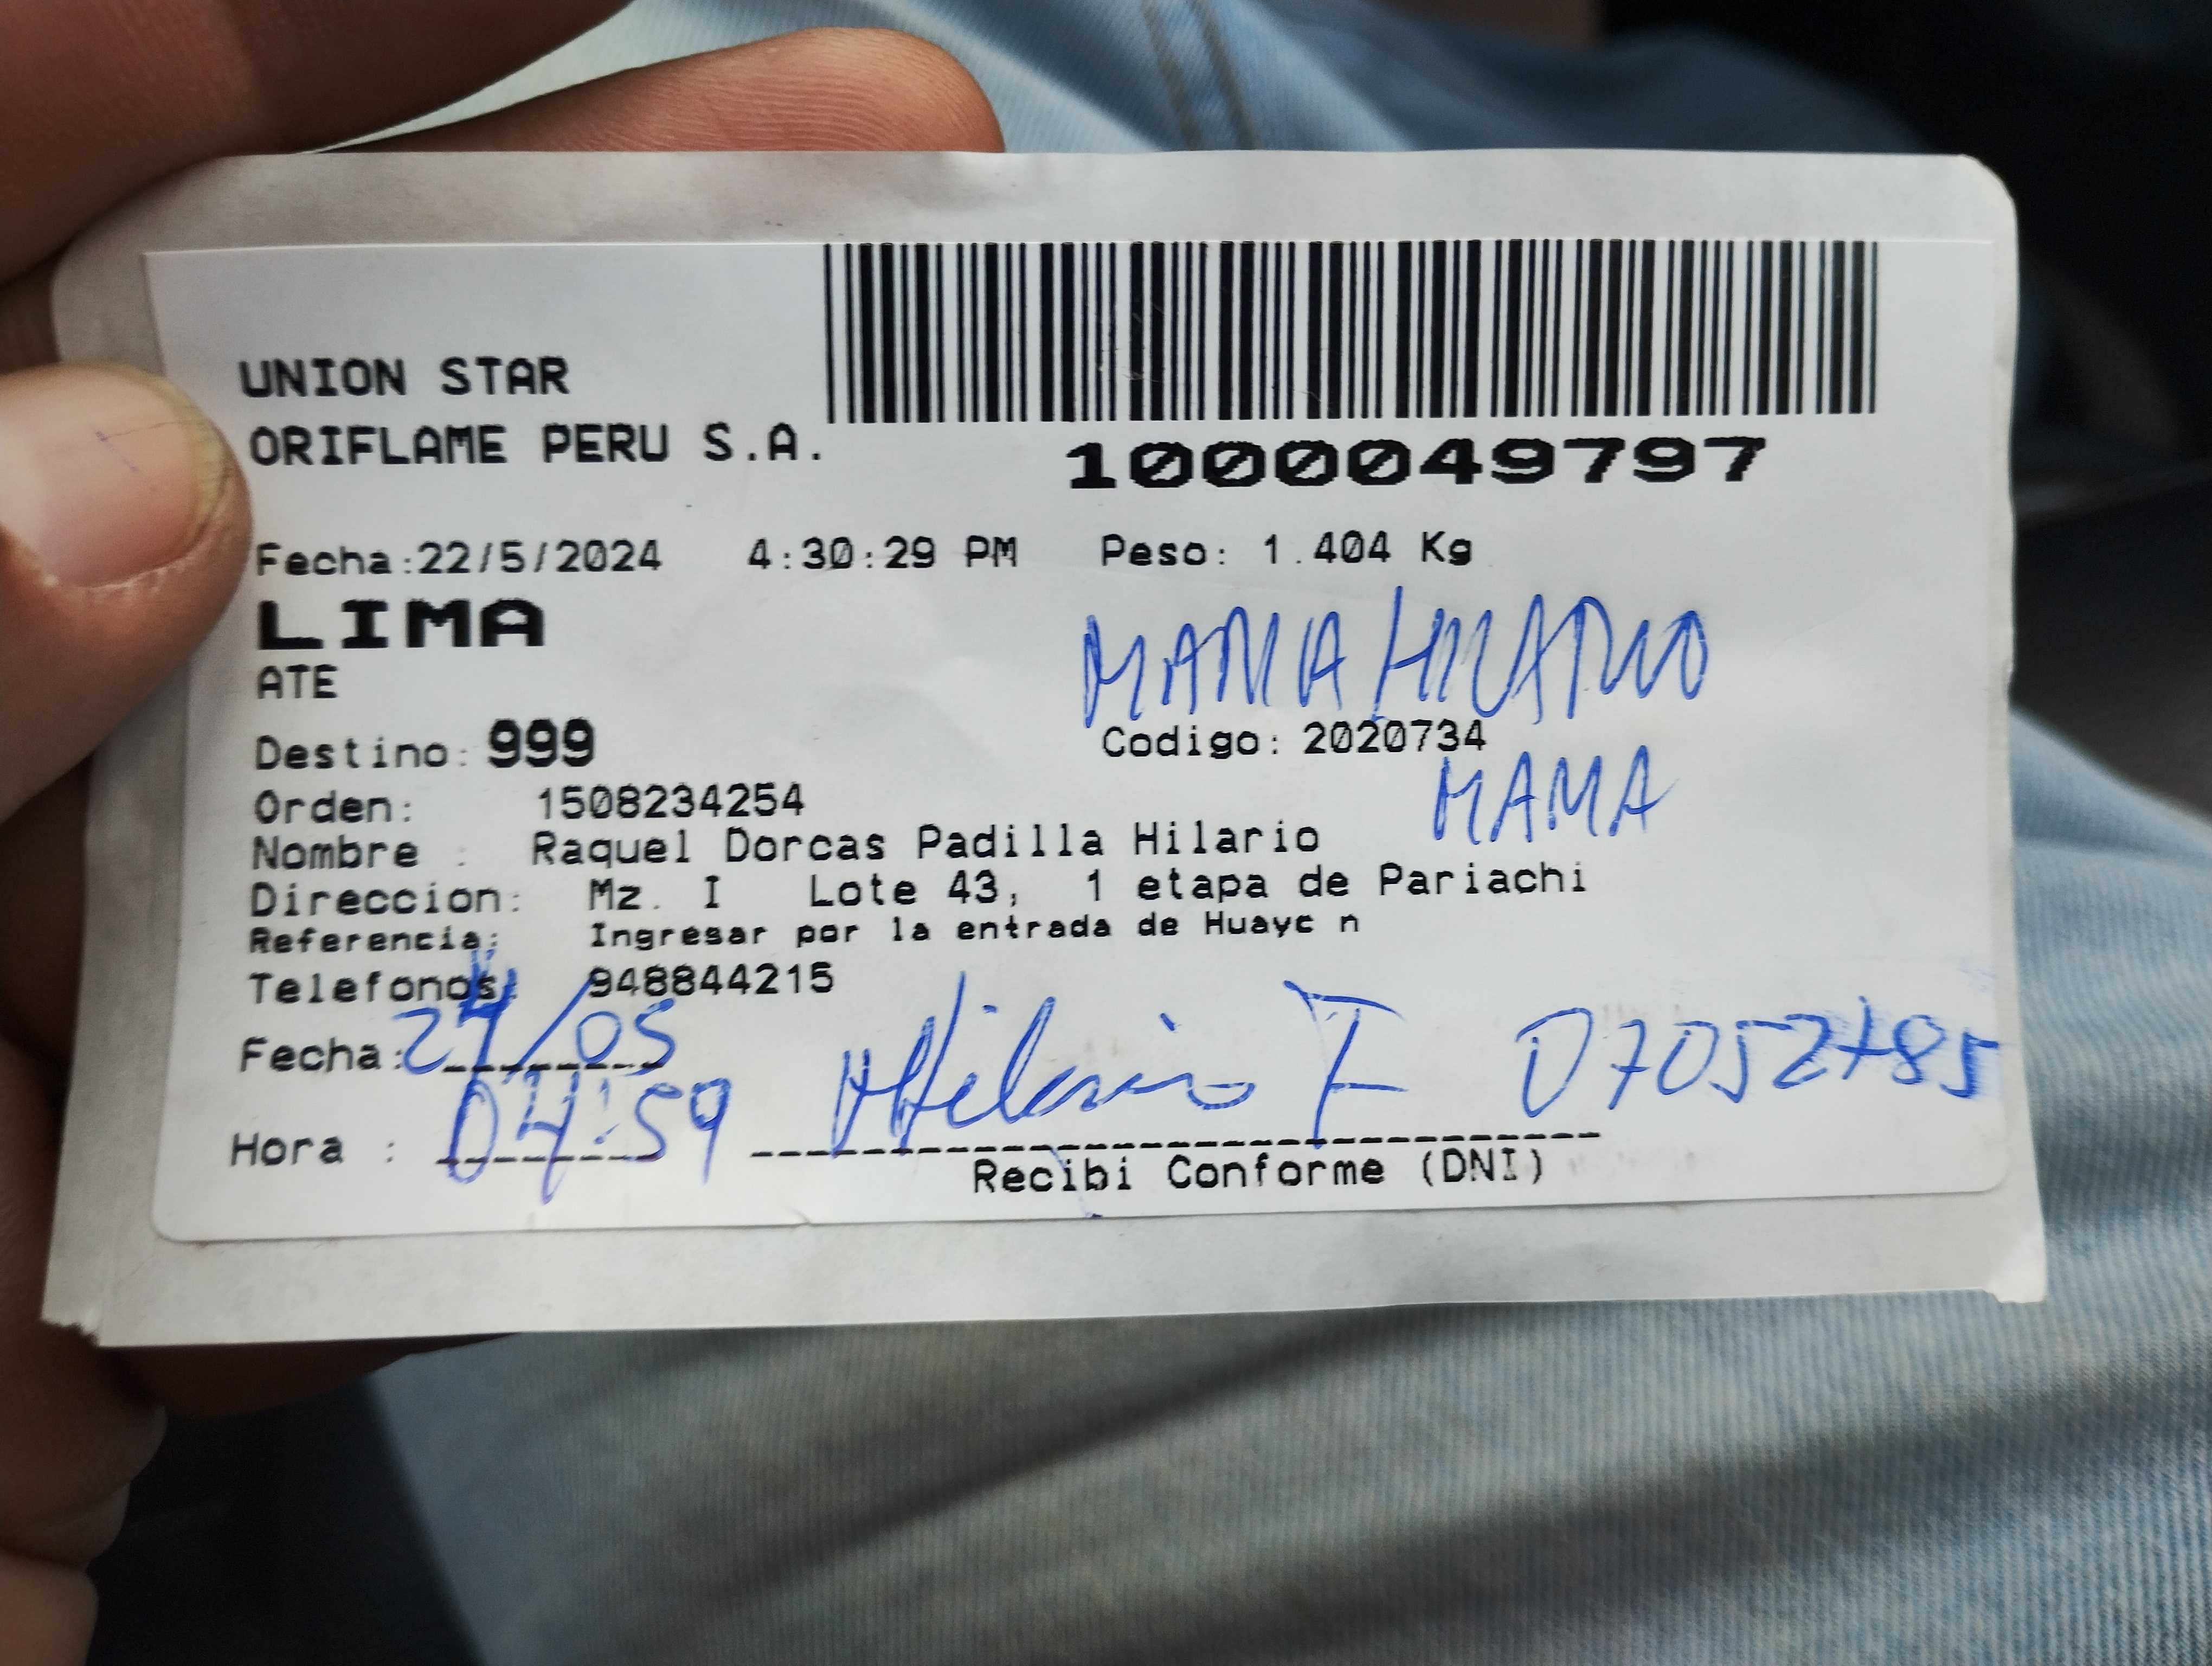 UNION STAR
ORIFLAME PERU S.A.
1000049797
Fecha:22/5/2024 4:30:29 PM Peso: 1.404 Kg
LIMA
MARIA HILARIO
ATE
Destino: 999 Codigo: 2020734
MAMA
Orden: 1508234254
Nombre : Raquel Dorcas Padilla Hilario
Direccion: Mz. I Lote 43, 1 etapa de Pariachi
Referencia: Ingresar por la entrada de Huayc n
Telefonos: 948844215
Fecha: 24/05
Hora : 04:59 Hilario F 07052785
Recibi Conforme (DNI)